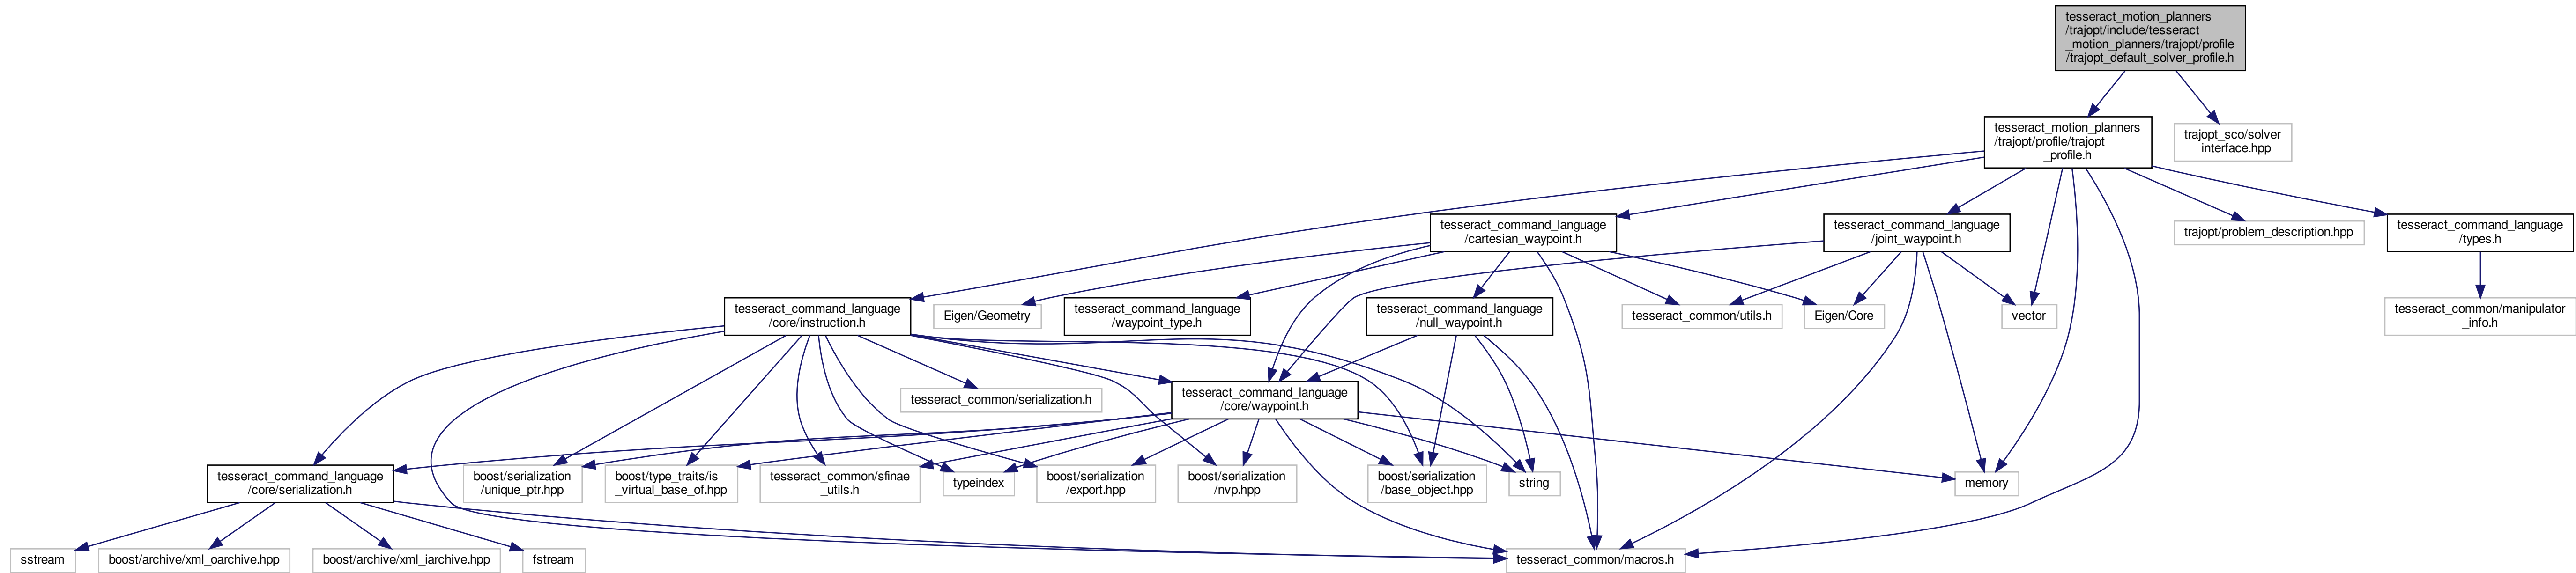 tesseract_motion_planners
/trajopt/include/tesseract
_motion_planners/trajopt/profile
/trajopt_default_solver_profile.h
tesseract_motion_planners
/trajopt/profile/trajopt
_profile.h
trajopt_sco/solver
_interface.hpp
tesseract_command_language
/cartesian_waypoint.h
tesseract_command_language
/joint_waypoint.h
trajopt/problem_description.hpp
tesseract_command_language
/types.h
tesseract_command_language
/core/instruction.h
Eigen/Geometry
tesseract_command_language
/waypoint_type.h
tesseract_command_language
/null_waypoint.h
tesseract_common/utils.h
Eigen/Core
vector
tesseract_common/manipulator
_info.h
tesseract_common/serialization.h
tesseract_command_language
/core/waypoint.h
tesseract_command_language
/core/serialization.h
boost/serialization
/unique_ptr.hpp
boost/type_traits/is
_virtual_base_of.hpp
tesseract_common/sfinae
_utils.h
typeindex
boost/serialization
/export.hpp
boost/serialization
/nvp.hpp
boost/serialization
/base_object.hpp
string
memory
sstream
boost/archive/xml_oarchive.hpp
boost/archive/xml_iarchive.hpp
fstream
tesseract_common/macros.h